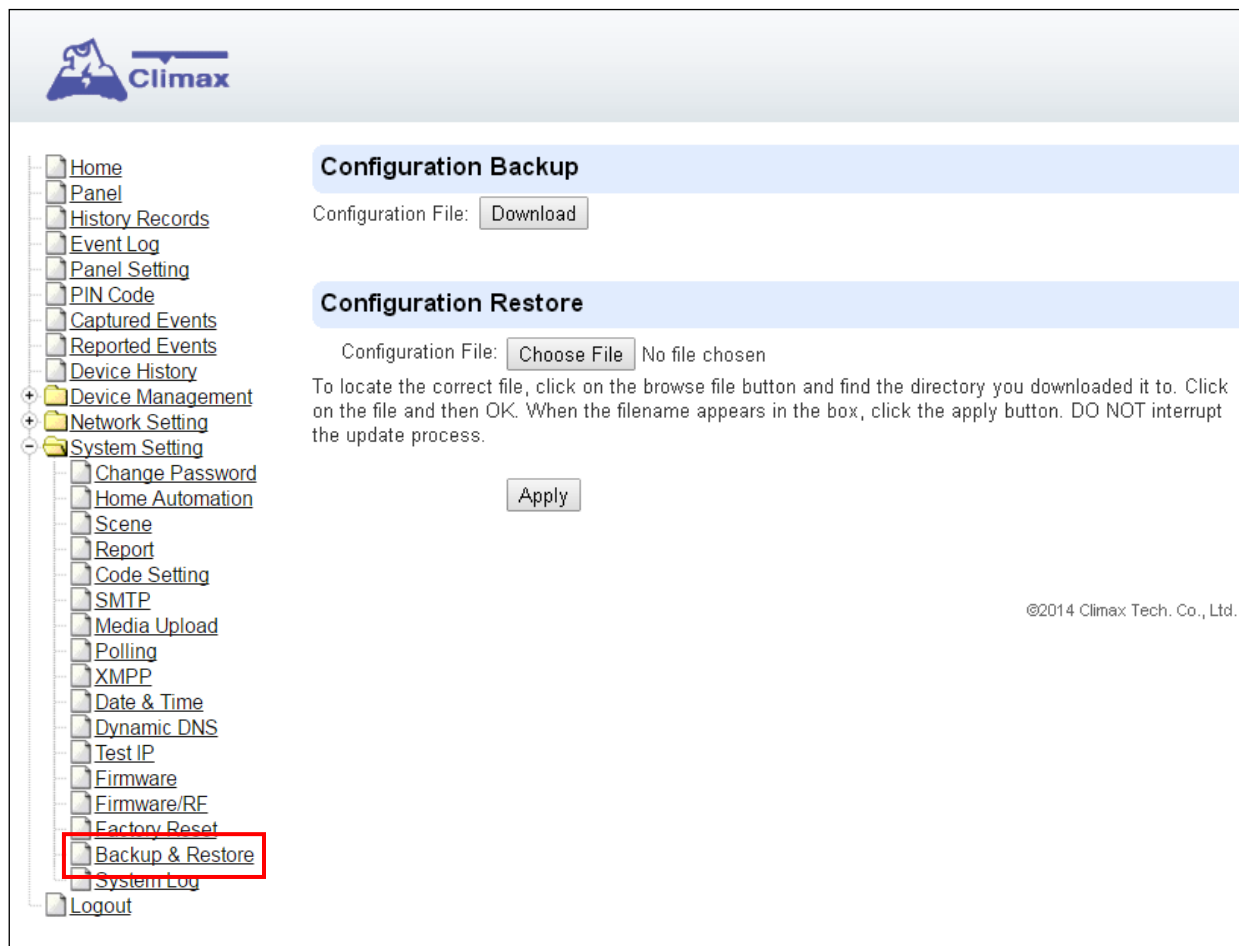 Climax
Home
Panel
History Records
Event Log
Panel Setting
PIN Code
Captured Events
Reported Events
Device History
Device Management
Network Setting
System Setting
Change Password
Home Automation
Scene
Report
Code Setting
SMTP
Media Upload
Polling
XMPP
Date & Time
Dynamic DNS
Test IP
Firmware
Firmware/RF
Factory Reset
Backup & Restore
System Log
Logout
Configuration Backup
Configuration File: Download
Configuration Restore
Configuration File: Choose File No file chosen
To locate the correct file, click on the browse file button and find the directory you downloaded it to. Click
on the file and then OK. When the filename appears in the box, click the apply button. DO NOT interrupt
the update process.
Apply
©2014 Climax Tech. Co., Ltd.